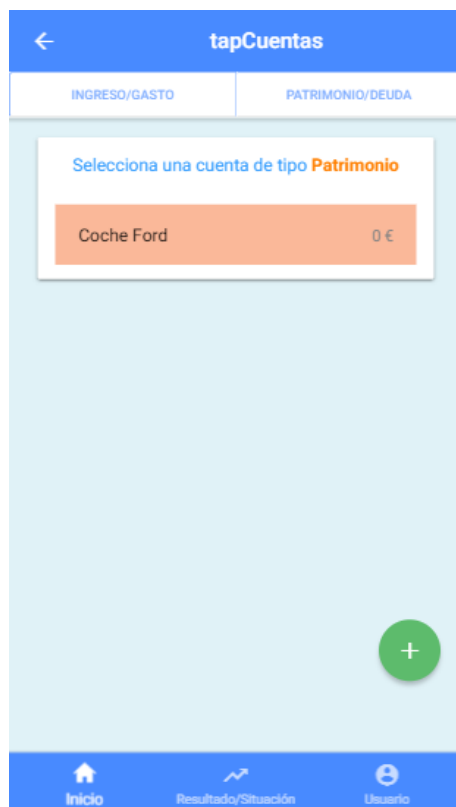 tapCuentas
INGRESO/GASTO PATRIMONIO/DEUDA
Selecciona una cuenta de tipo Patrimonio
Coche Ford 0 €
+
Inicio Resultado/Situación Usuario